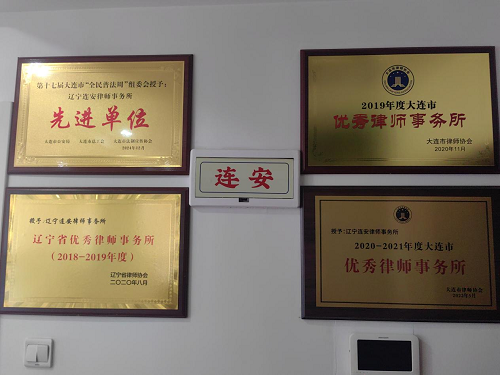 第十七届大连市“全民普法周”组委会授予：
辽宁连安律师事务所
先进单位
2019年度大连市
优秀律师事务所
大连市律师协会
2020年11月
连安
授予：辽宁连安律师事务所
辽宁省优秀律师事务所
（2018-2019年度）
辽宁省律师协会
二〇二〇年八月
授予：辽宁连安律师事务所
2020-2021年度大连市
优秀律师事务所
大连市律师协会